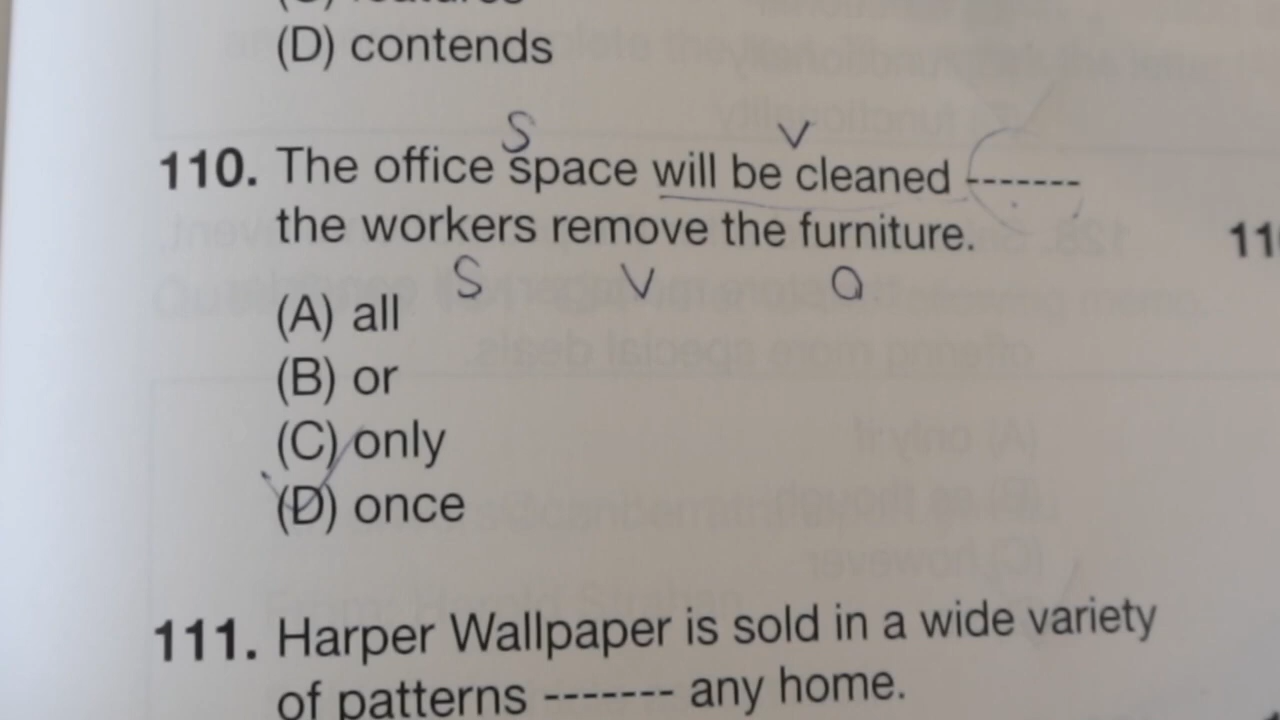 (D) contends
S V
110. The office space will be cleaned -------
the workers remove the furniture.
S V O
(A) all
(B) or
(C) only
(D) once
111. Harper Wallpaper is sold in a wide variety
of patterns ------- any home.
11